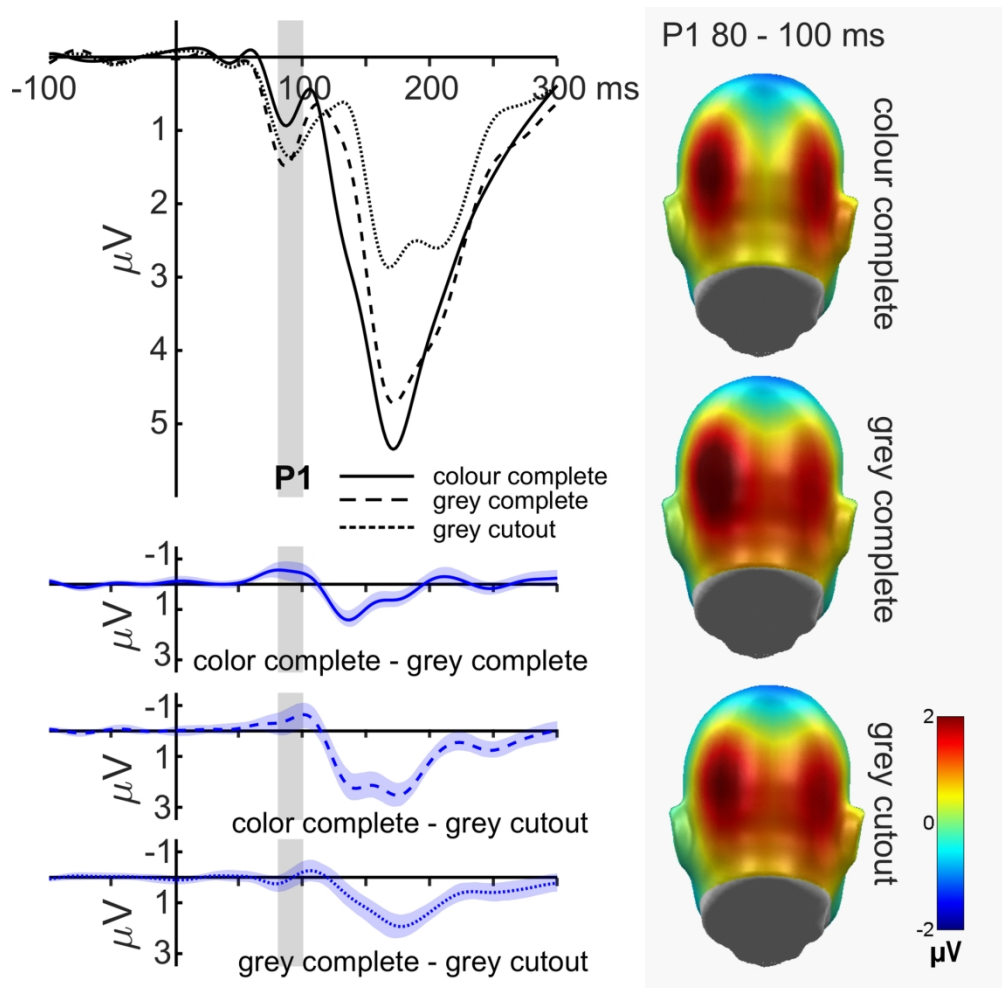 -100
100
200
300 ms
1
2
3
4
5
µV
P1
colour complete
grey complete
grey cutout
-1
1
3
µV
color complete - grey complete
-1
1
3
µV
color complete - grey cutout
-1
1
3
µV
grey complete - grey cutout
P1 80 - 100 ms
colour complete
grey complete
grey cutout
2
0
-2
µV